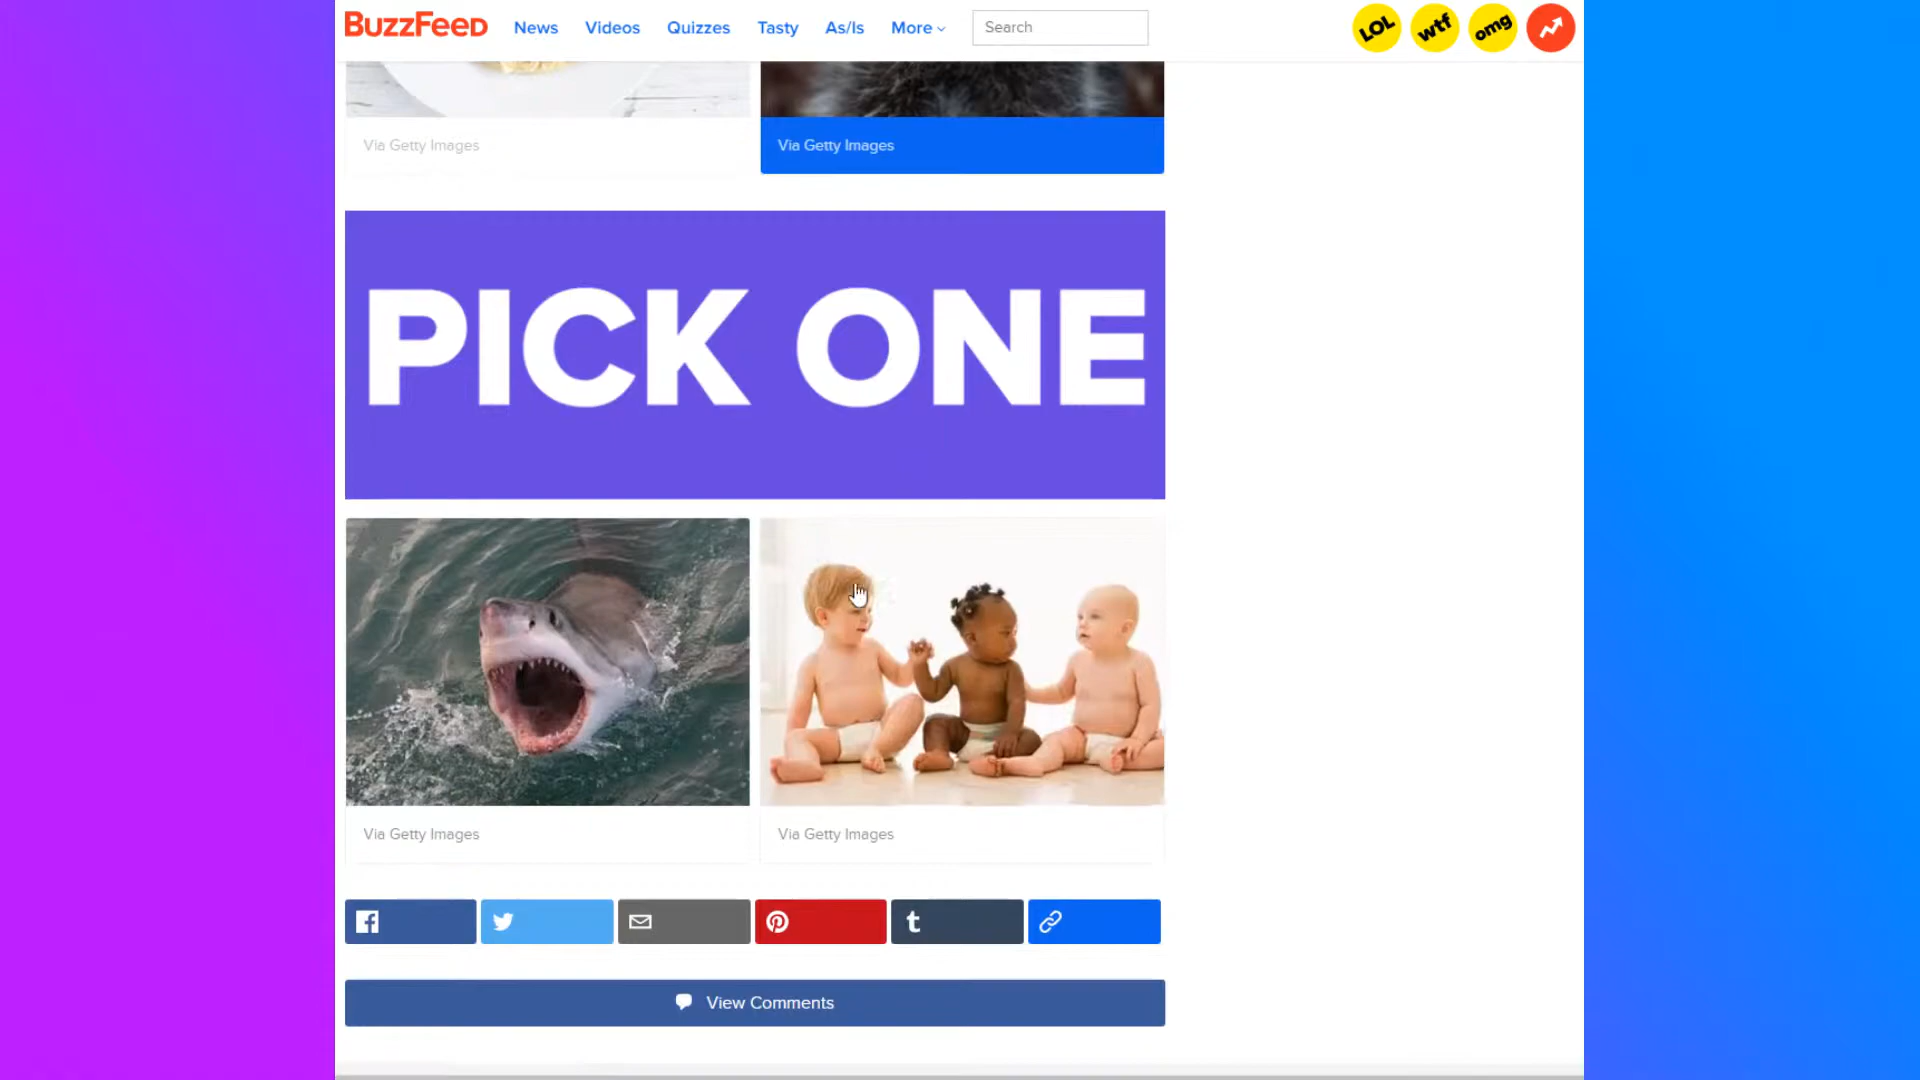 BuzzFeed News Videos Quizzes Tasty As/Is More Search LOL wtf omg
Via Getty Images Via Getty Images
PICK ONE
Via Getty Images Via Getty Images
View Comments